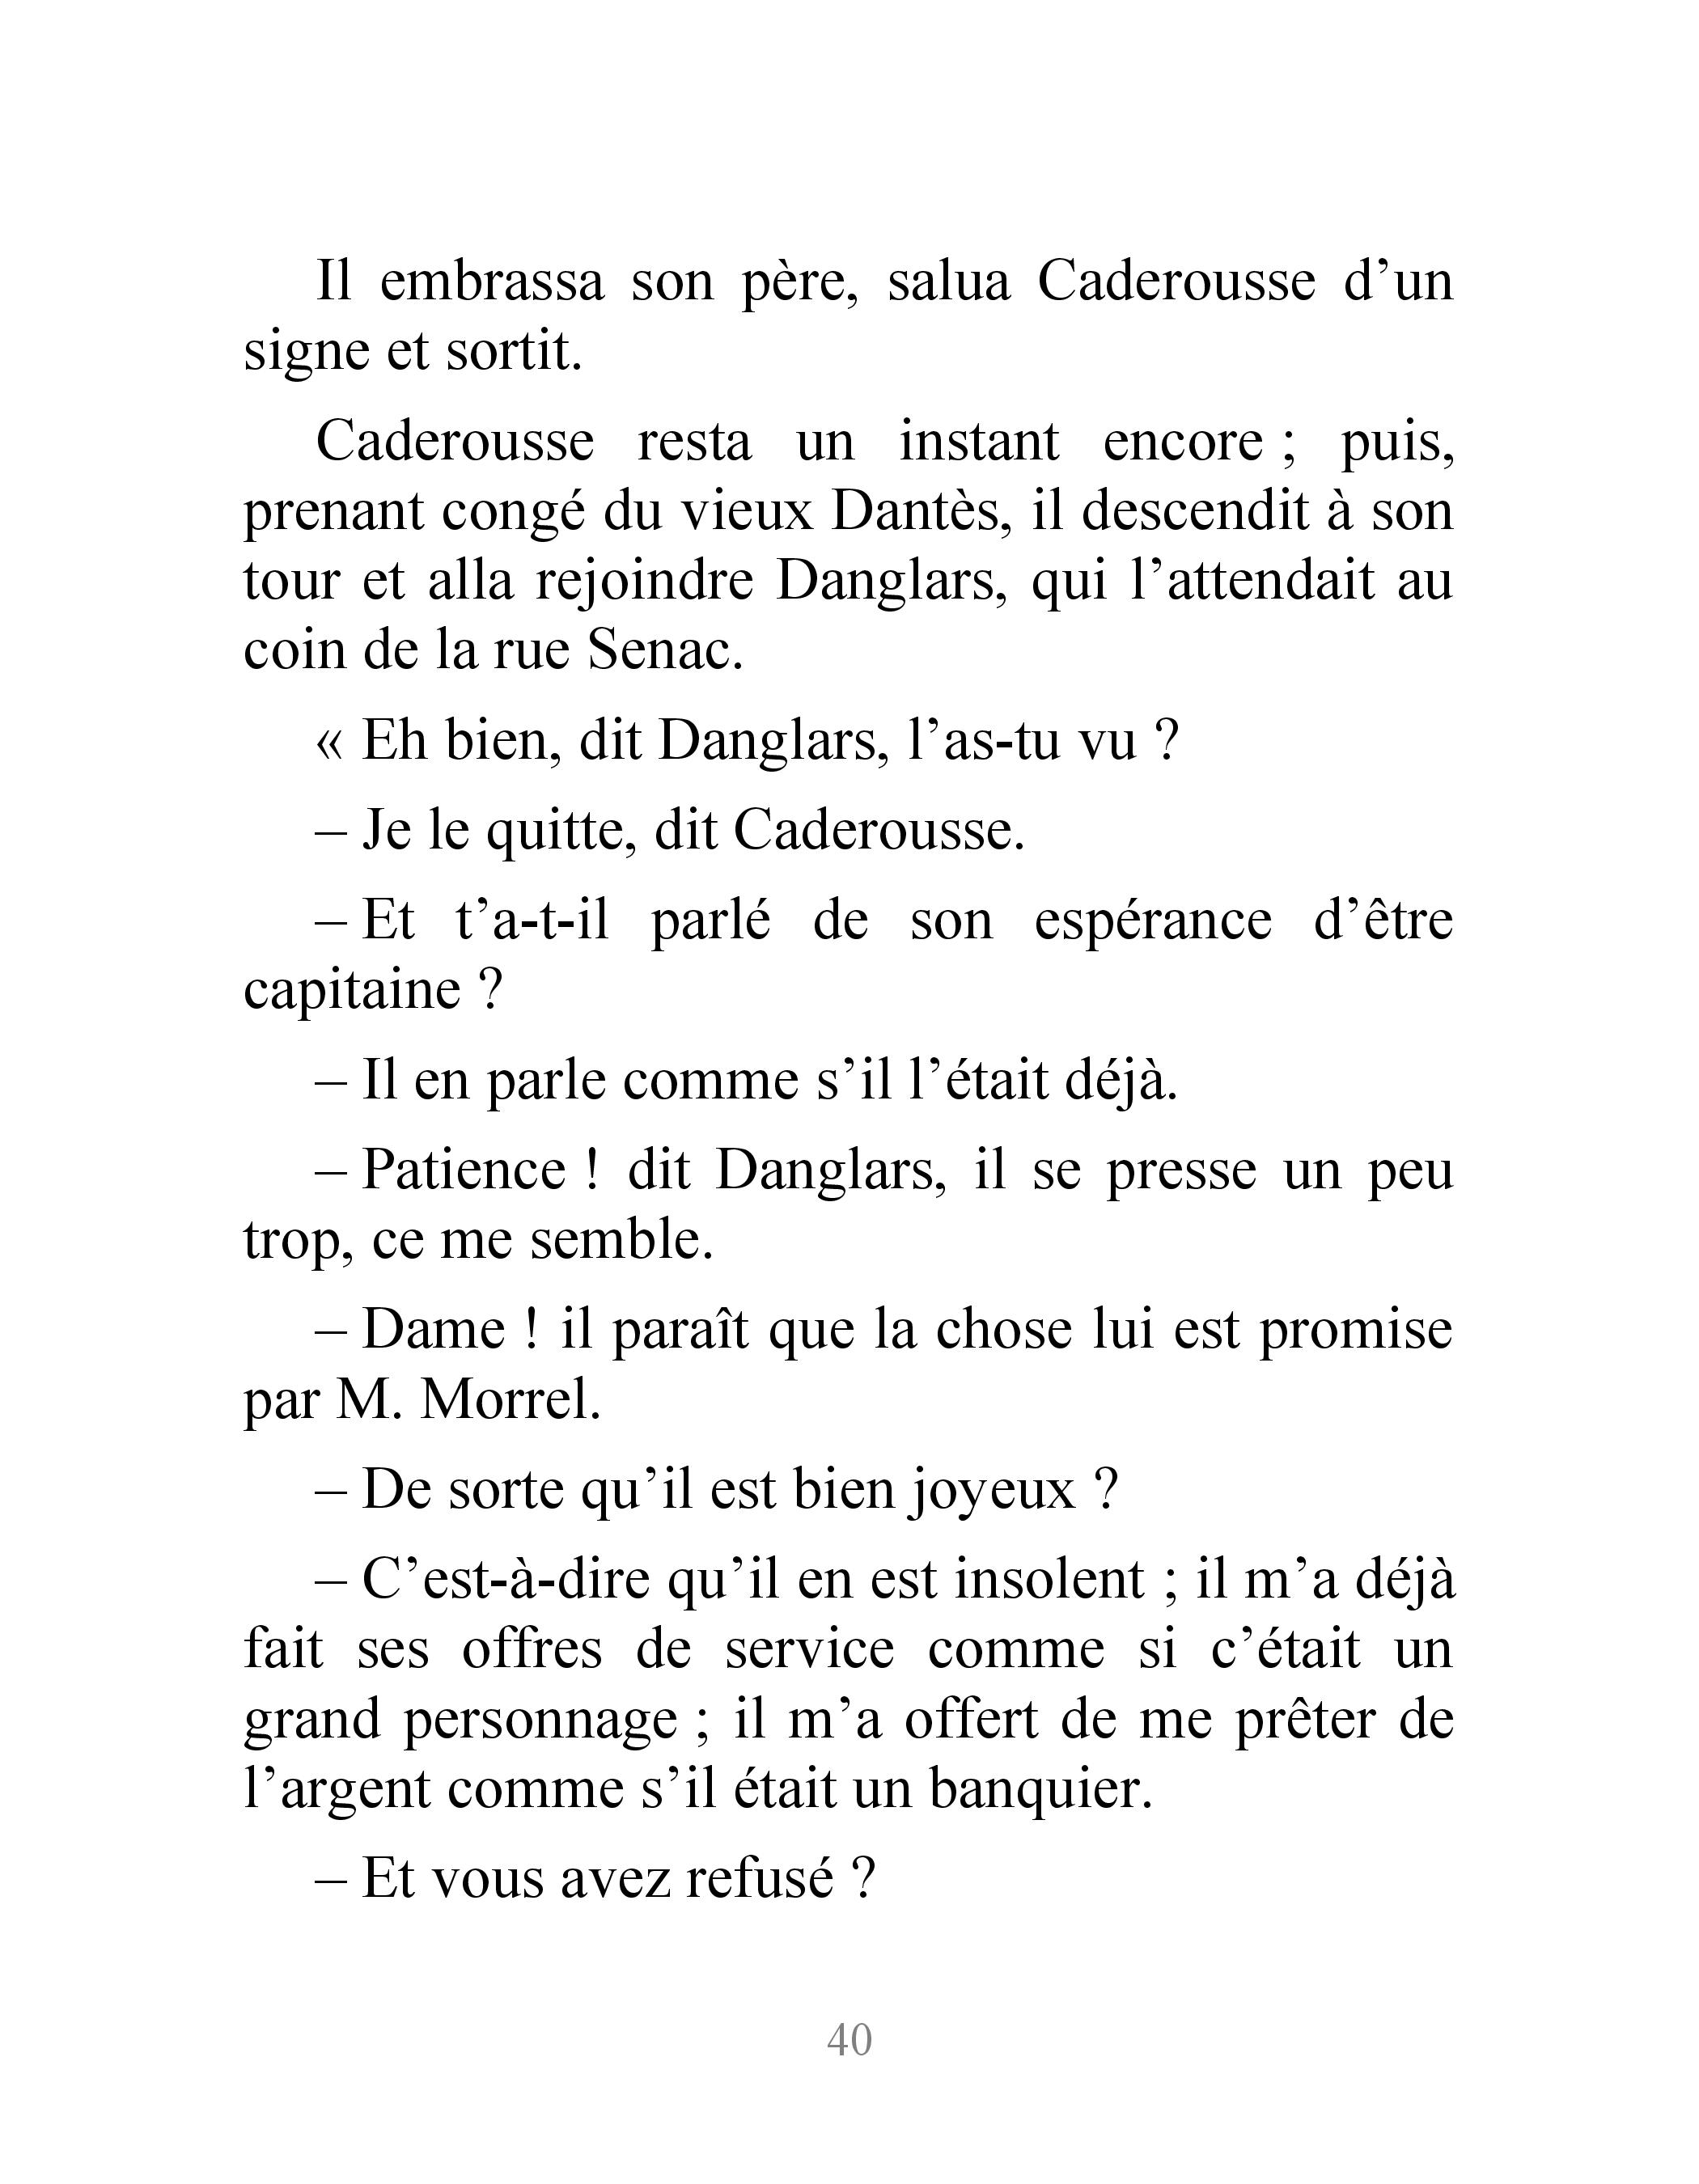 Il embrassa son père, salua Caderousse d’un
signe et sortit.
Caderousse resta un instant encore ; puis,
prenant congé du vieux Dantès, il descendit à son
tour et alla rejoindre Danglars, qui l’attendait au
coin de la rue Senac.
« Eh bien, dit Danglars, l’as-tu vu ?
– Je le quitte, dit Caderousse.
– Et t’a-t-il parlé de son espérance d’être
capitaine ?
– Il en parle comme s’il l’était déjà.
– Patience ! dit Danglars, il se presse un peu
trop, ce me semble.
– Dame ! il paraît que la chose lui est promise
par M. Morrel.
– De sorte qu’il est bien joyeux ?
– C’est-à-dire qu’il en est insolent ; il m’a déjà
fait ses offres de service comme si c’était un
grand personnage ; il m’a offert de me prêter de
l’argent comme s’il était un banquier.
– Et vous avez refusé ?
40